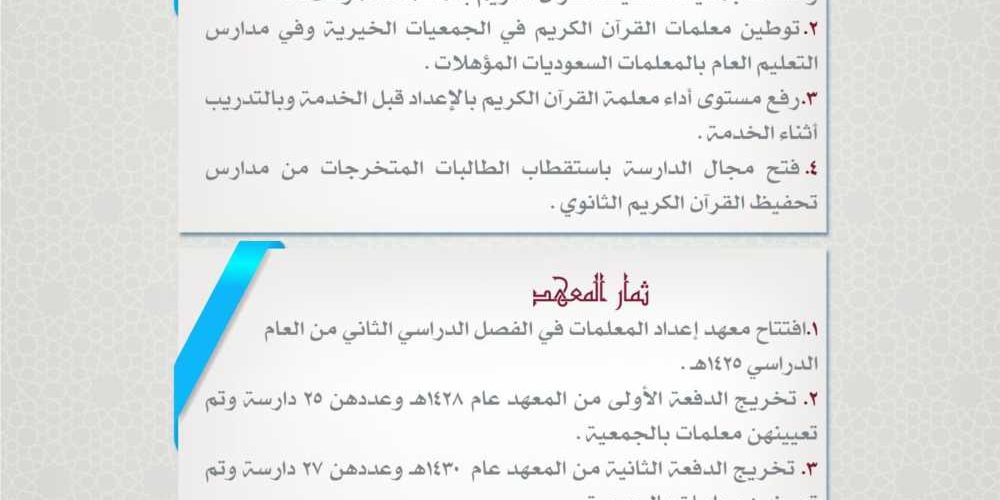 ٢. توطين معلمات القرآن الكريم في الجمعيات الخيرية وفي مدارس
التعليم العام بالمعلمات السعوديات المؤهلات .
٣.رفع مستوى أداء معلمة القرآن الكريم بالإعداد قبل الخدمة وبالتدريب
أثناء الخدمة .
٤. فتح مجال الدارسة باستقطاب الطالبات المتخرجات من مدارس
تحفيظ القرآن الكريم الثانوي .
ثمار المعهد
١.افتتاح معهد إعداد المعلمات في الفصل الدراسي الثاني من العام
الدراسي ١٤٢٥هـ .
٢. تخريج الدفعة الأولى من المعهد عام ١٤٢٨هـ وعددهن ٢٥ دارسة وتم
تعيينهن معلمات بالجمعية .
٣. تخريج الدفعة الثانية من المعهد عام ١٤٣٠هـ وعددهن ٢٧ دارسة وتم